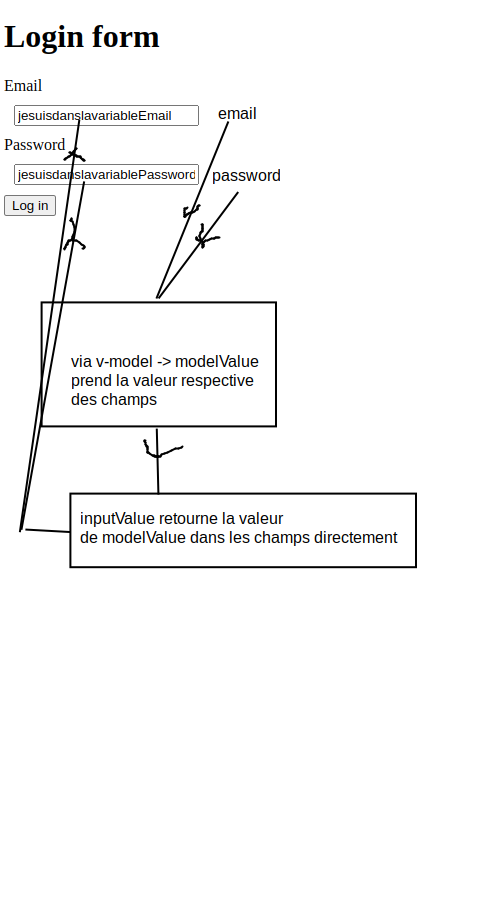 Login form
Email
jesuisdanslavariableEmail
email
Password
jesuisdanslavariablePassword
password
Log in
via v-model -> modelValue
prend la valeur respective
des champs
inputValue retourne la valeur
de modelValue dans les champs directement